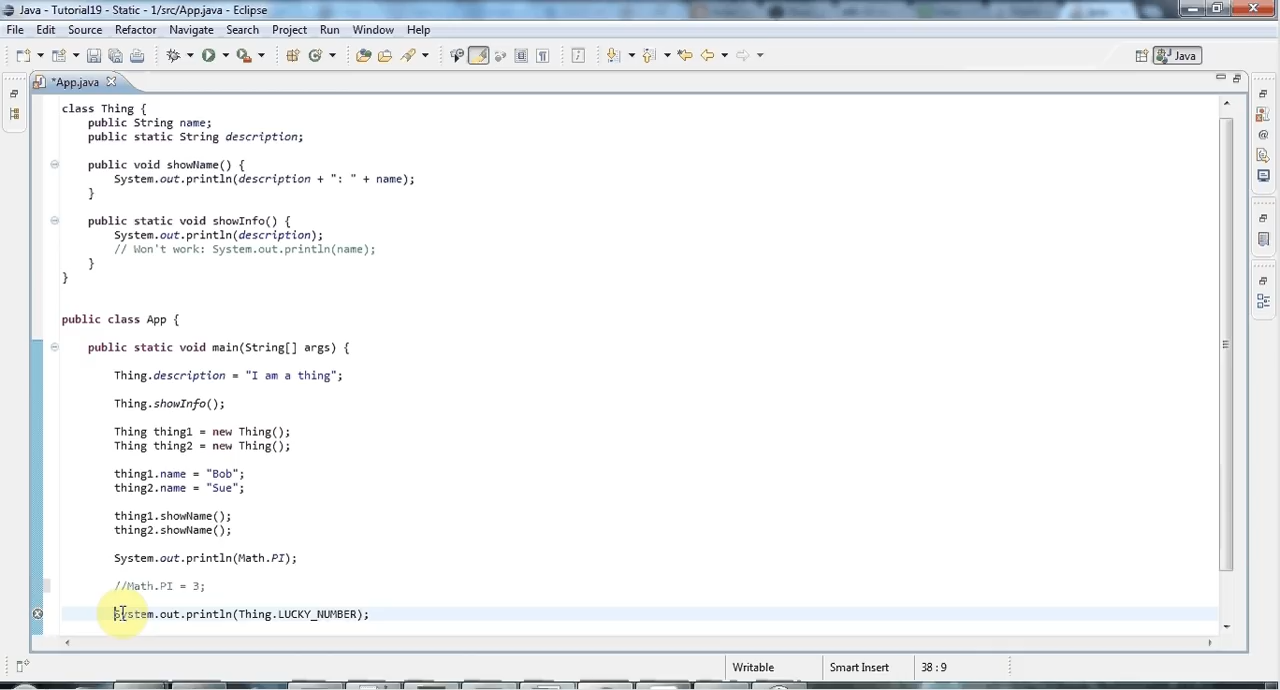 Java - Tutorial19 - Static - 1/src/App.java - Eclipse
File Edit Source Refactor Navigate Search Project Run Window Help
Java
*App.java
class Thing {
public String name;
public static String description;
public void showName() {
System.out.println(description + ": " + name);
}
public static void showInfo() {
System.out.println(description);
// Won't work: System.out.println(name);
}
}
public class App {
public static void main(String[] args) {
Thing.description = "I am a thing";
Thing.showInfo();
Thing thing1 = new Thing();
Thing thing2 = new Thing();
thing1.name = "Bob";
thing2.name = "Sue";
thing1.showName();
thing2.showName();
System.out.println(Math.PI);
//Math.PI = 3;
System.out.println(Thing.LUCKY_NUMBER);
Writable Smart Insert 38 : 9